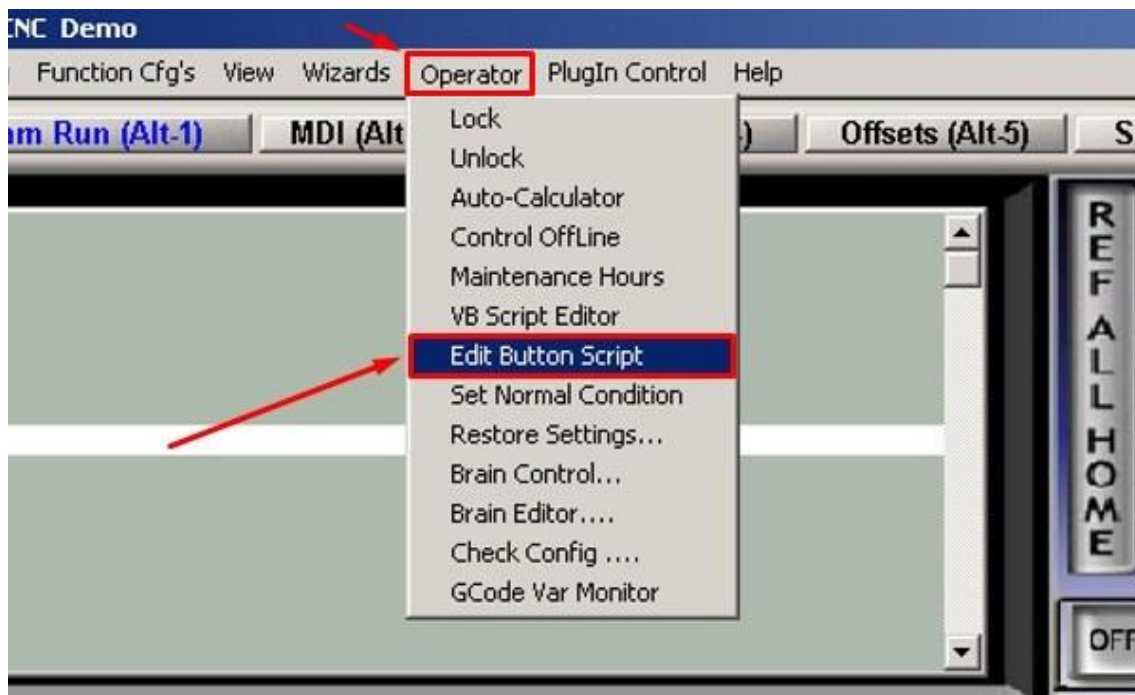 CNC Demo
Function Cfg's View Wizards Operator PlugIn Control Help
Run (Alt-1) MDI (Alt Offsets (Alt-5)
Lock
Unlock
Auto-Calculator
Control OffLine
Maintenance Hours
VB Script Editor
Edit Button Script
Set Normal Condition
Restore Settings...
Brain Control...
Brain Editor....
Check Config ....
GCode Var Monitor
REF ALL HOME
OFF